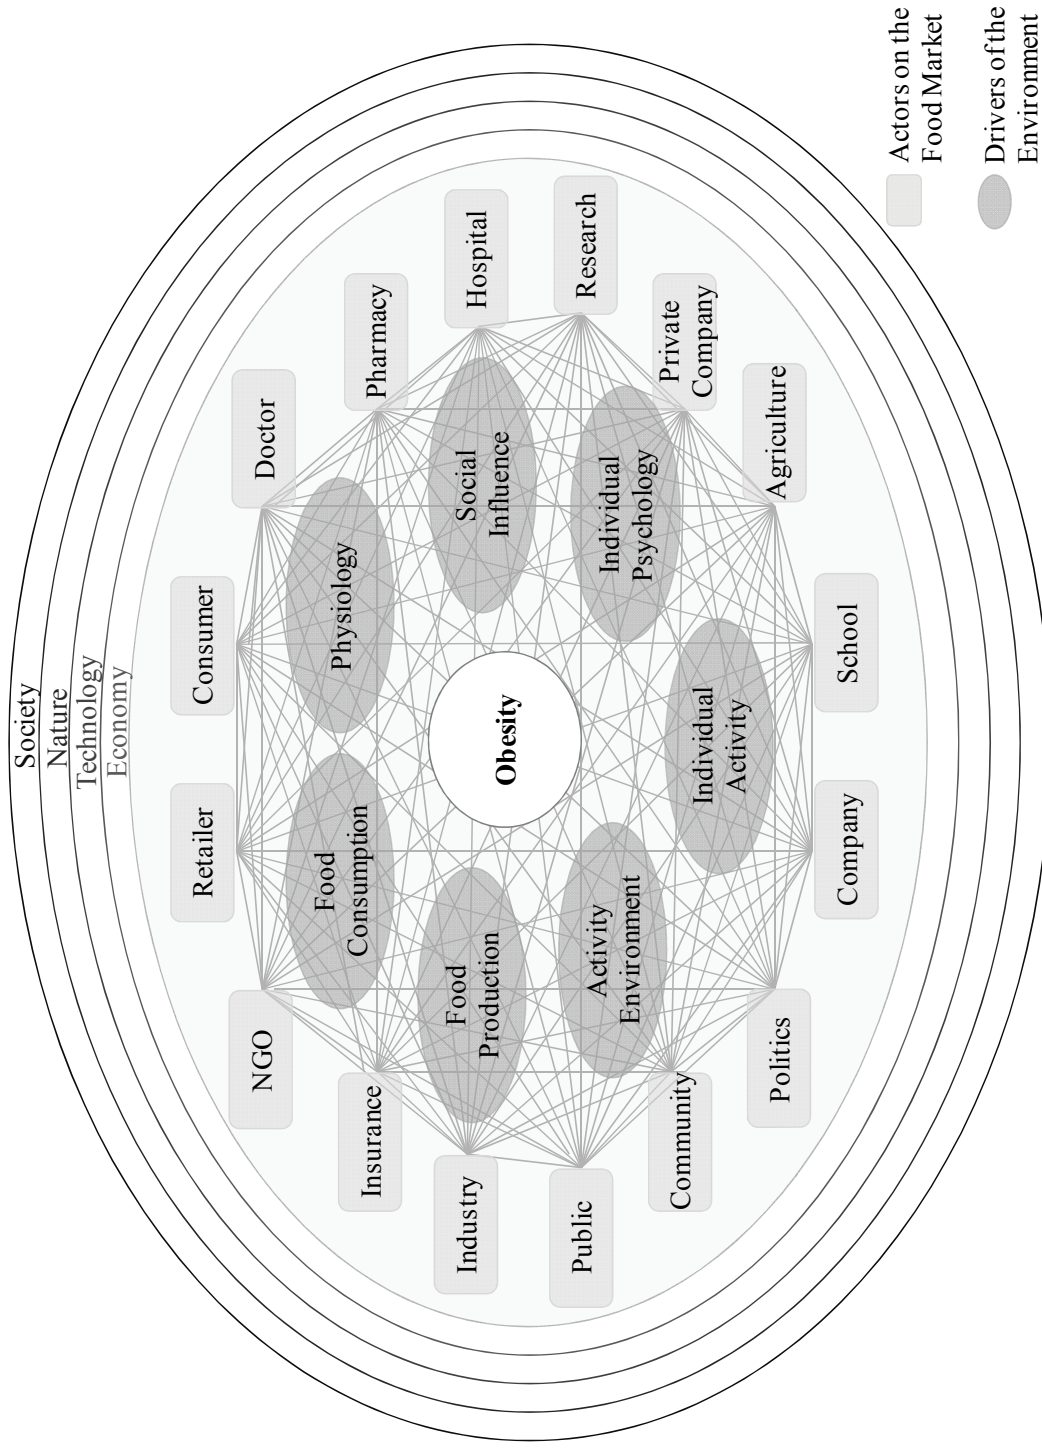 Society
Nature
Technology
Economy
Retailer
Consumer
NGO
Doctor
Insurance
Pharmacy
Industry
Hospital
Public
Research
Community
Private
Company
Politics
Agriculture
Company
School
Food
Consumption
Physiology
Food
Production
Social
Influence
Obesity
Activity
Environment
Individual
Psychology
Individual
Activity
Actors on the
Food Market
Drivers of the
Environment